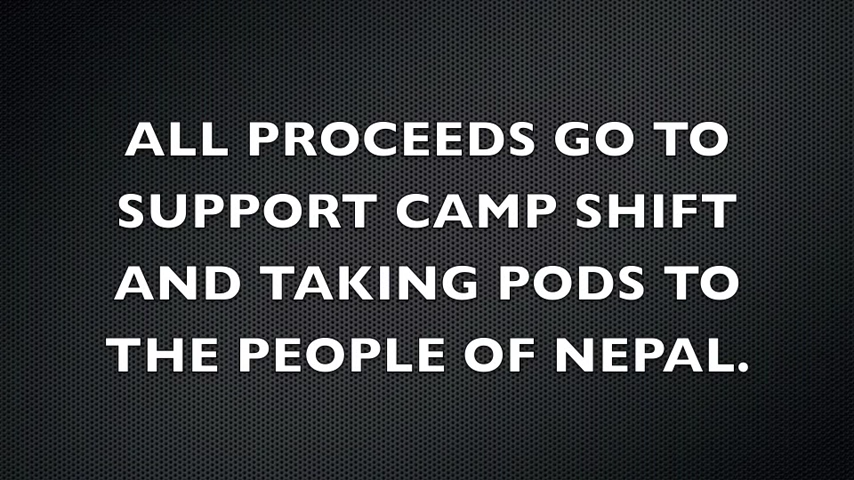 ALL PROCEEDS GO TO
SUPPORT CAMP SHIFT
AND TAKING PODS TO
THE PEOPLE OF NEPAL.